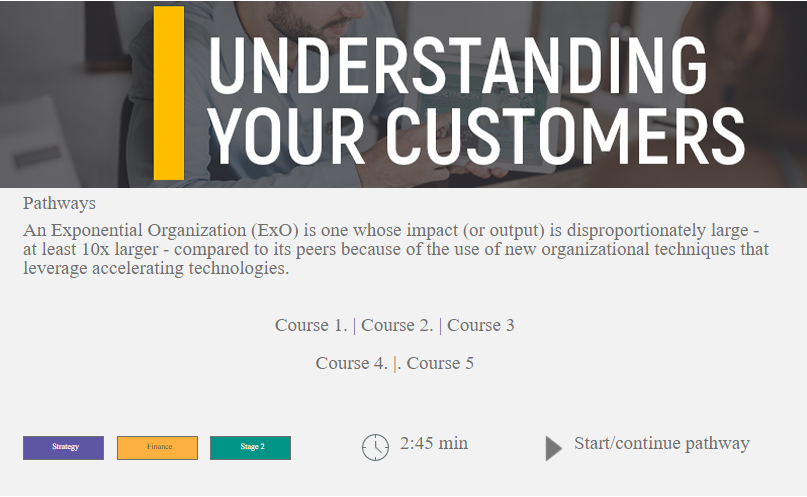 UNDERSTANDING
YOUR CUSTOMERS
Pathways
An Exponential Organization (ExO) is one whose impact (or output) is disproportionately large -
at least 10x larger - compared to its peers because of the use of new organizational techniques that
leverage accelerating technologies.
Course 1. | Course 2. | Course 3
Course 4. |. Course 5
Strategy Finance Stage 2 2:45 min Start/continue pathway